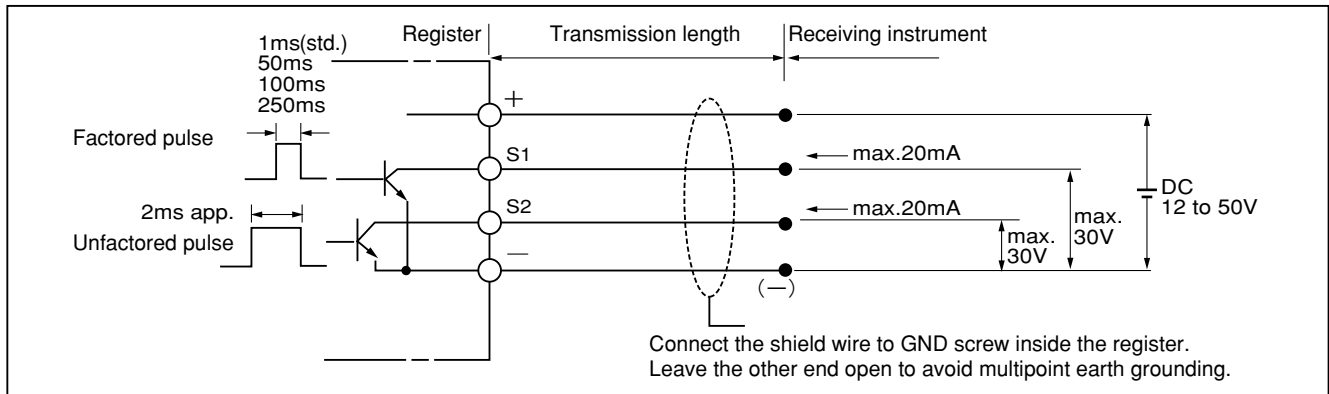 Register
Transmission length
Receiving instrument
1ms(std.)
50ms
100ms
250ms
Factored pulse
+
S1
max.20mA
2ms app.
Unfactored pulse
S2
max.20mA
DC
12 to 50V
max.
30V
max.
30V
—
(—)
Connect the shield wire to GND screw inside the register.
Leave the other end open to avoid multipoint earth grounding.